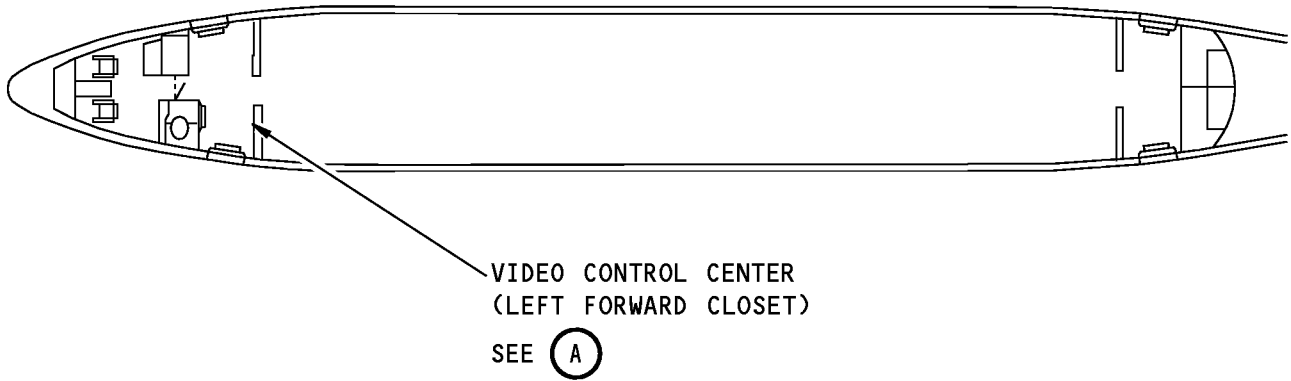 VIDEO CONTROL CENTER
(LEFT FORWARD CLOSET)
SEE A